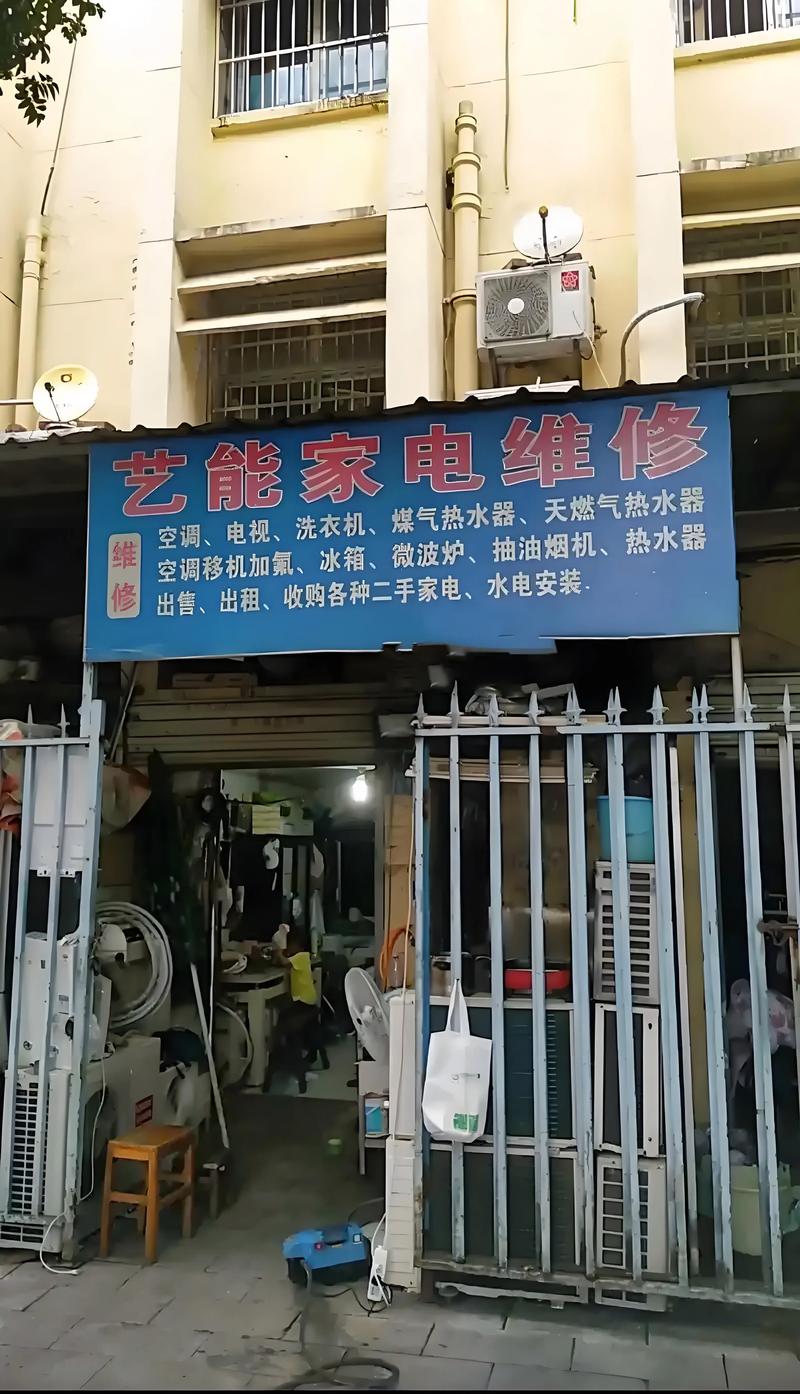 艺能家电维修
维修
空调、电视、洗衣机、煤气热水器、天燃气热水器
空调移机加氟、冰箱、微波炉、抽油烟机、热水器
出售、出租、收购各种二手家电、水电安装.